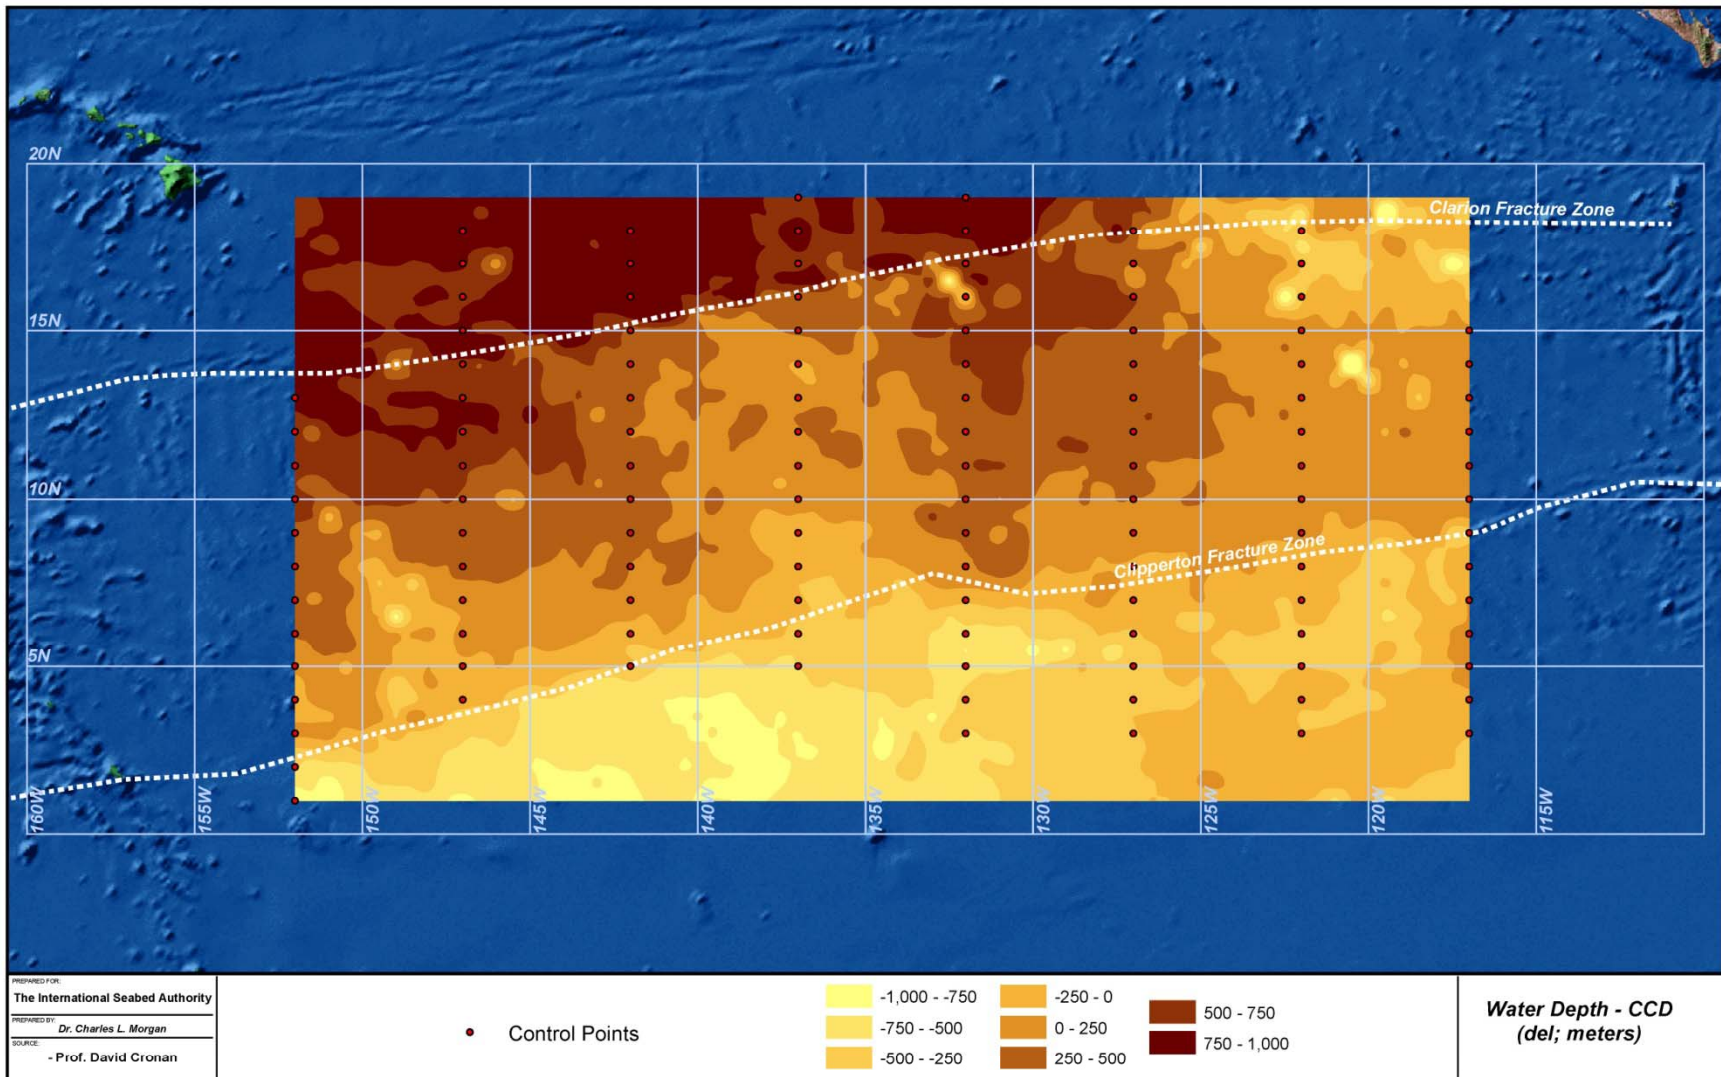 20N
Clarion Fracture Zone
15N
10N
Clipperton Fracture Zone
5N
160W
155W
150W
145W
140W
135W
130W
125W
120W
115W
PREPARED FOR:
The International Seabed Authority
PREPARED BY:
Dr. Charles L. Morgan
SOURCE:
- Prof. David Cronan
Control Points
-1,000 - -750
-750 - -500
-500 - -250
-250 - 0
0 - 250
250 - 500
500 - 750
750 - 1,000
Water Depth - CCD
(del; meters)